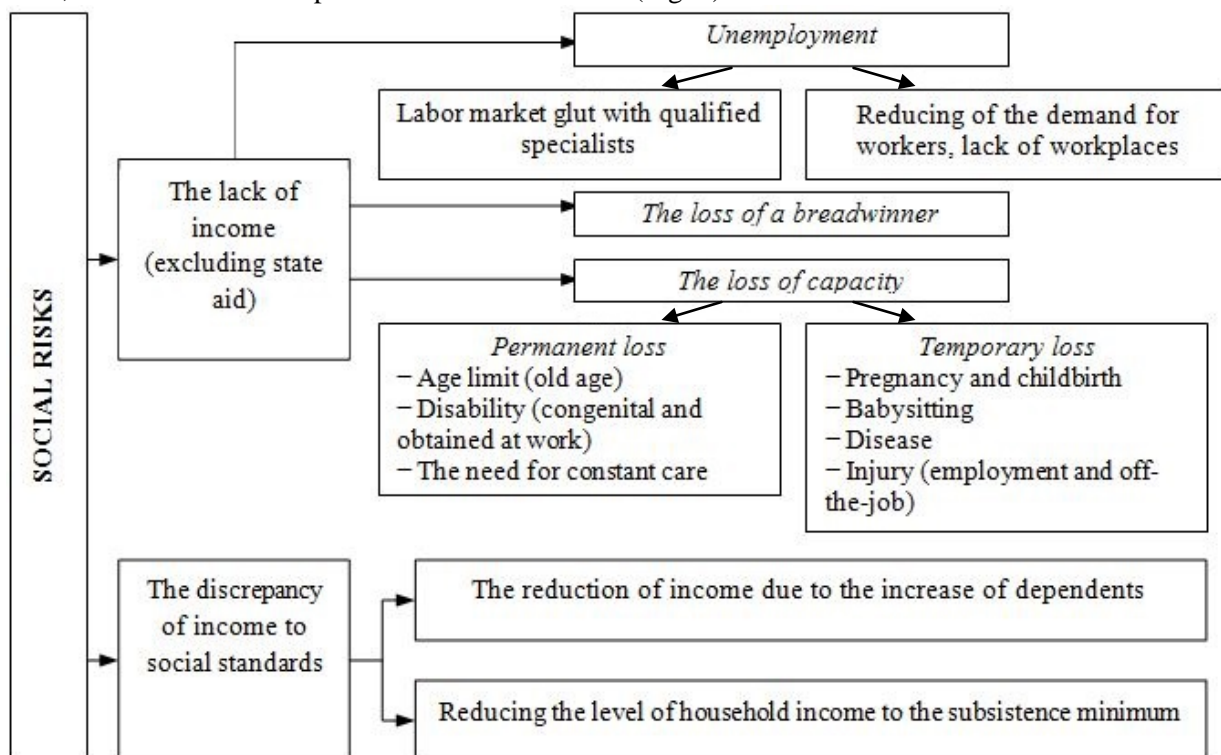 SOCIAL RISKS
The lack of
income
(excluding state
aid)
Unemployment
Labor market glut with qualified
specialists
Reducing of the demand for
workers, lack of workplaces
The loss of a breadwinner
The loss of capacity
Permanent loss
− Age limit (old age)
− Disability (congenital and
obtained at work)
− The need for constant care
Temporary loss
− Pregnancy and childbirth
− Babysitting
− Disease
− Injury (employment and off-
the-job)
The discrepancy
of income to
social standards
The reduction of income due to the increase of dependents
Reducing the level of household income to the subsistence minimum